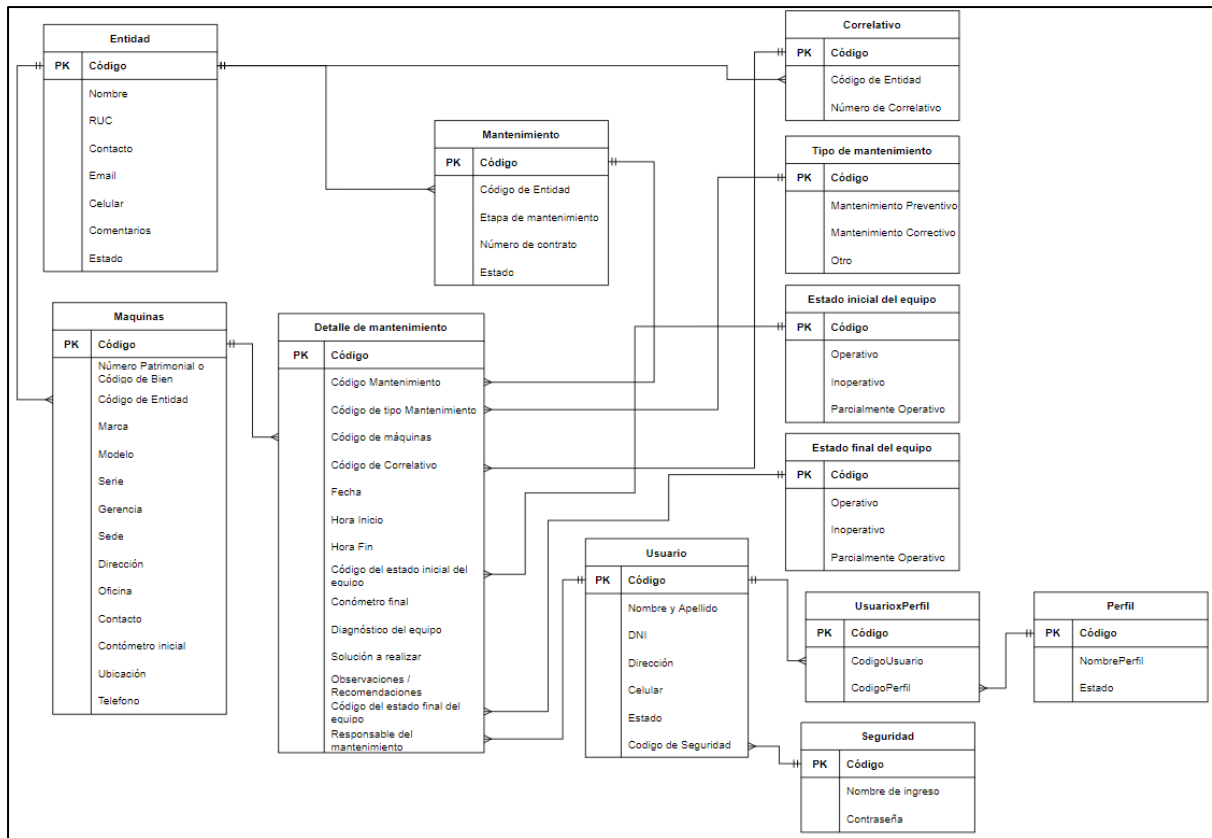 Entidad
PK Código
Nombre
RUC
Contacto
Email
Celular
Comentarios
Estado
Correlativo
PK Código
Código de Entidad
Número de Correlativo
Mantenimiento
PK Código
Código de Entidad
Etapa de mantenimiento
Número de contrato
Estado
Tipo de mantenimiento
PK Código
Mantenimiento Preventivo
Mantenimiento Correctivo
Otro
Maquinas
PK Código
Número Patrimonial o
Código de Bien
Código de Entidad
Marca
Modelo
Serie
Gerencia
Sede
Dirección
Oficina
Contacto
Contómetro inicial
Ubicación
Telefono
Detalle de mantenimiento
PK Código
Código Mantenimiento
Código de tipo Mantenimiento
Código de máquinas
Código de Correlativo
Fecha
Hora Inicio
Hora Fin
Código del estado inicial del
equipo
Conómetro final
Diagnóstico del equipo
Solución a realizar
Observaciones /
Recomendaciones
Código del estado final del
equipo
Responsable del
mantenimiento
Estado inicial del equipo
PK Código
Operativo
Inoperativo
Parcialmente Operativo
Estado final del equipo
PK Código
Operativo
Inoperativo
Parcialmente Operativo
Usuario
PK Código
Nombre y Apellido
DNI
Dirección
Celular
Estado
Codigo de Seguridad
UsuarioxPerfil
PK Código
CodigoUsuario
CodigoPerfil
Perfil
PK Código
NombrePerfil
Estado
Seguridad
PK Código
Nombre de ingreso
Contraseña